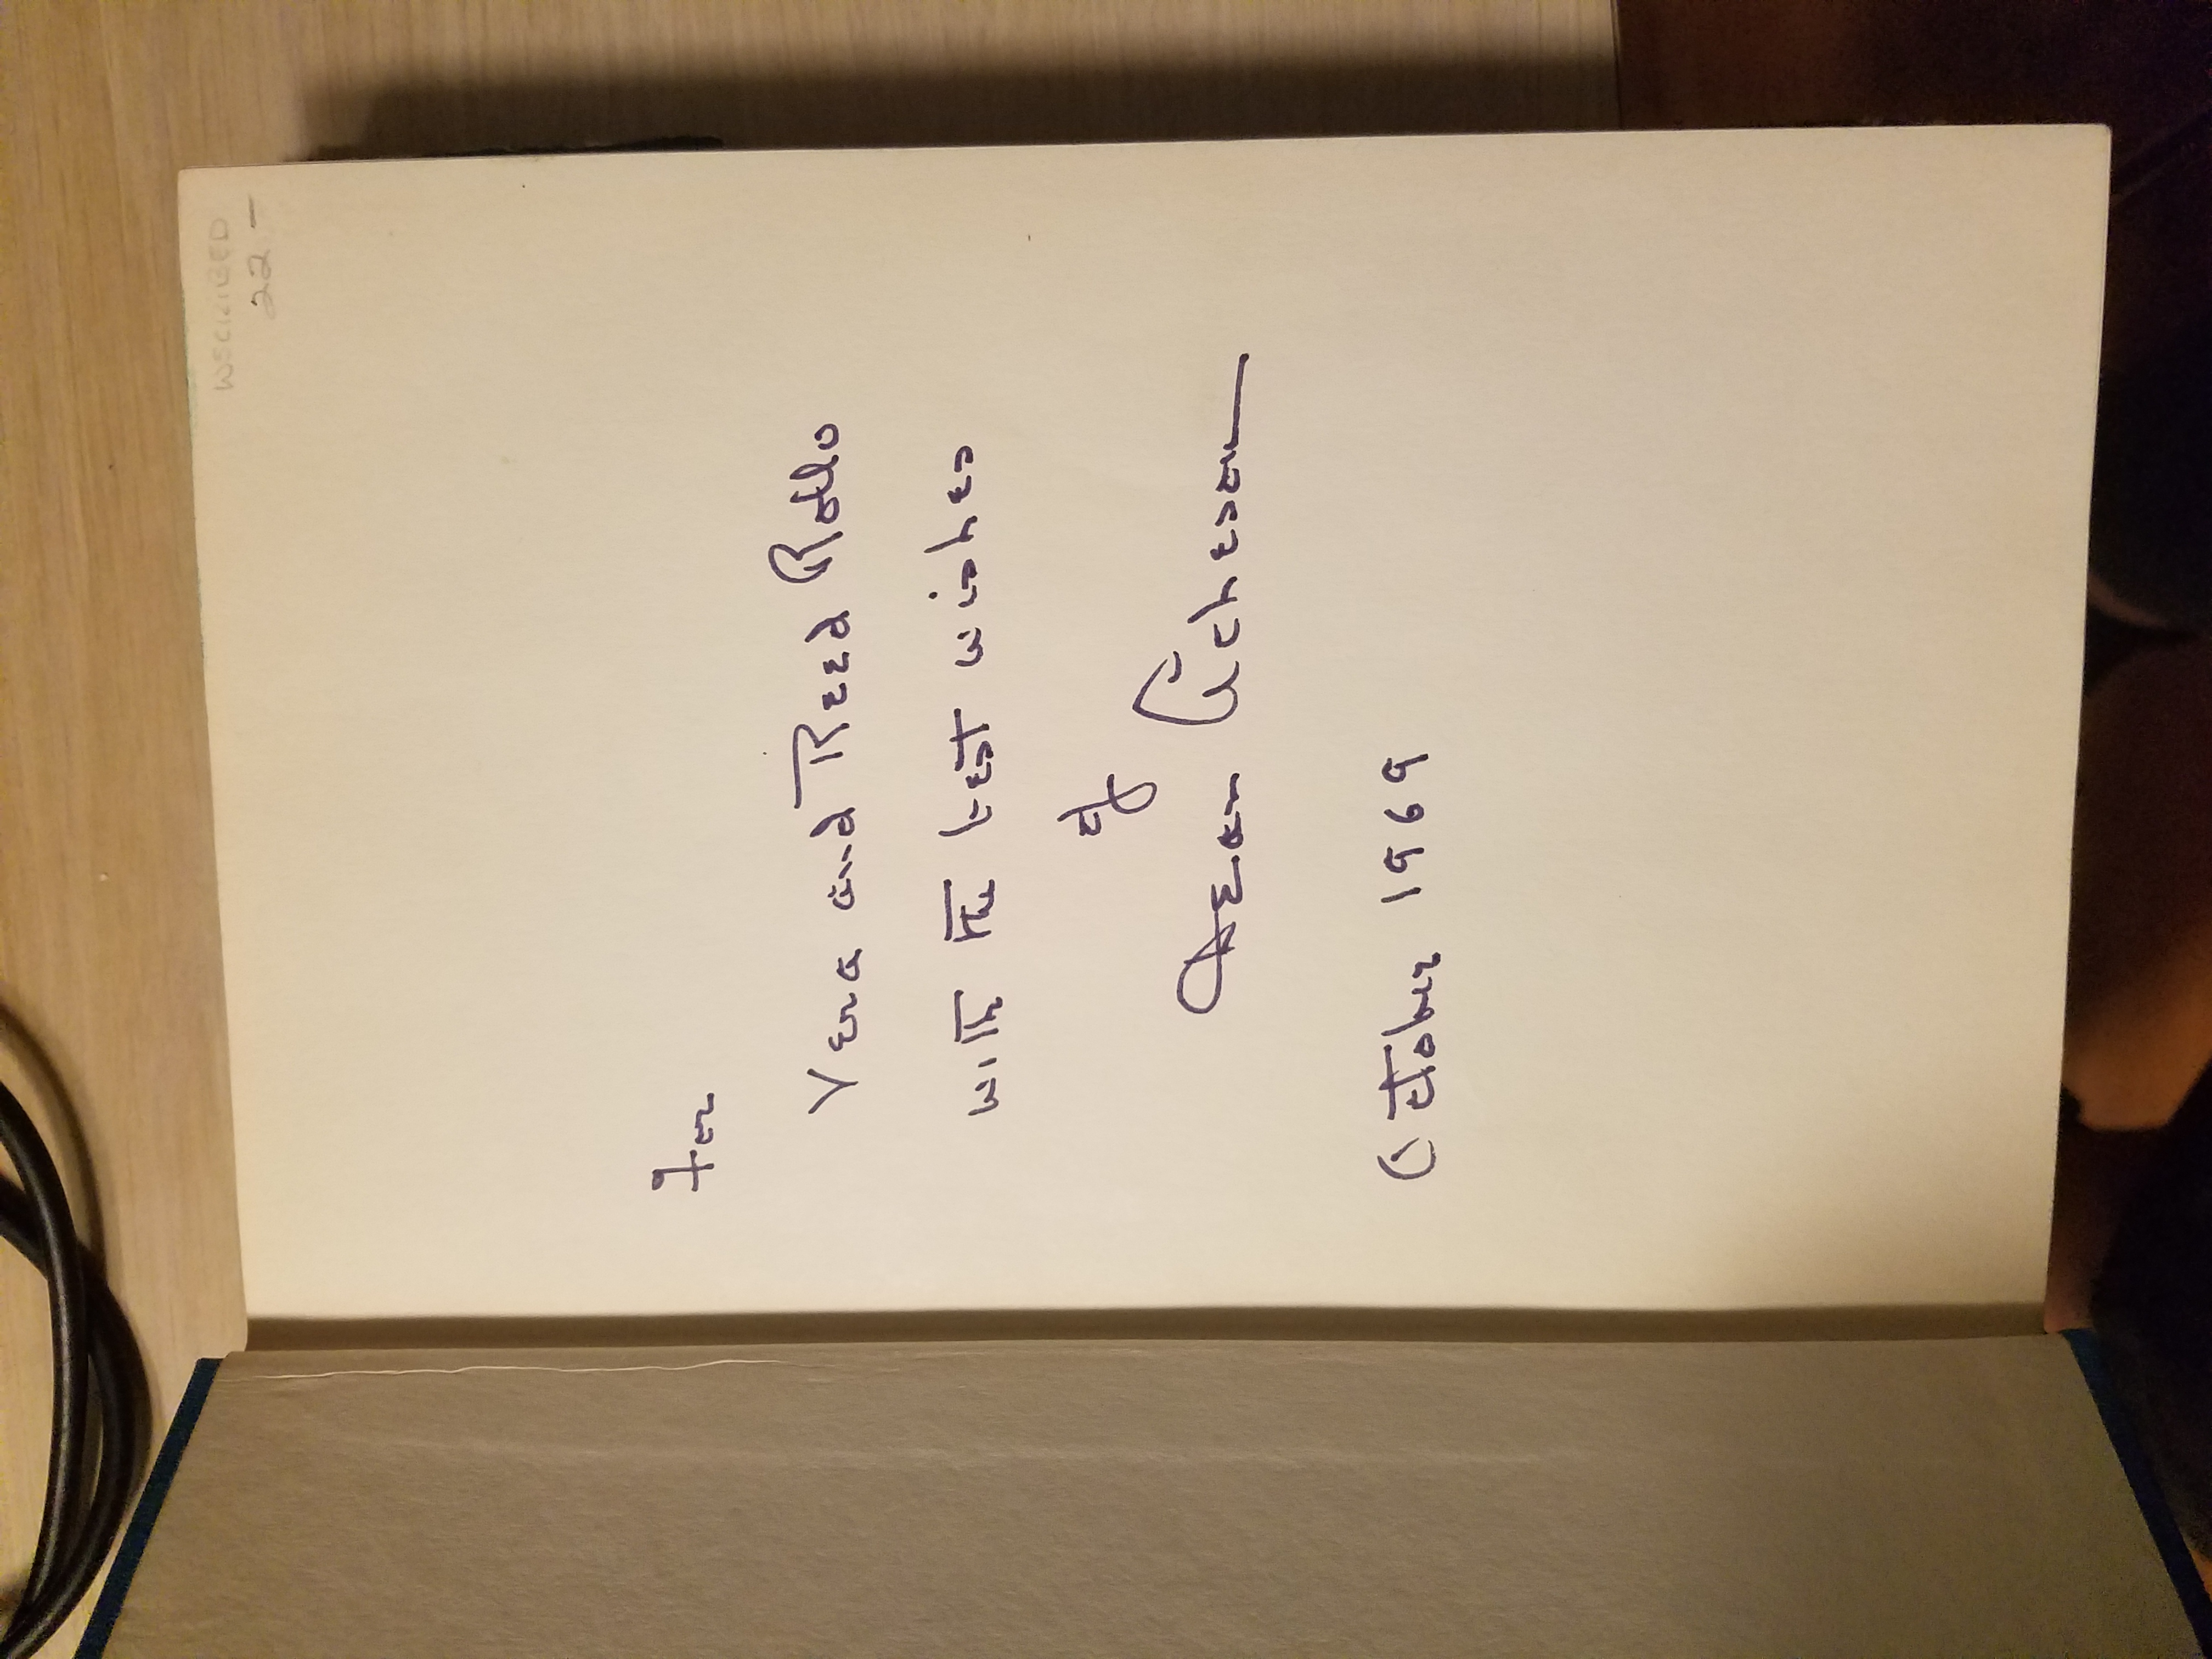 INSCRIBED
22-
For
Vera and Reed Rollo
with the best wishes
of
Dean Acheson
October 1969